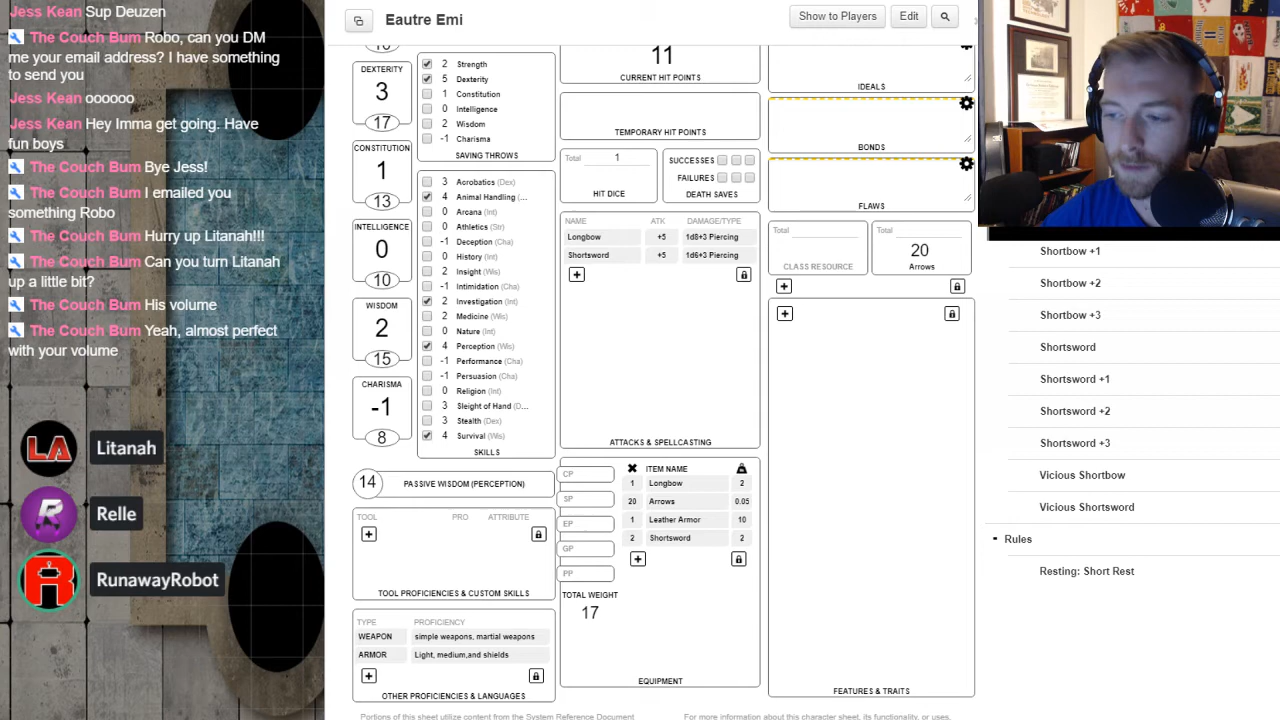 Jess Kean Sup Deuzen
The Couch Bum Robo, can you DM
me your email address? I have something
to send you
Jess Kean oooooo
Jess Kean Hey Imma get going. Have
fun boys
The Couch Bum Bye Jess!
The Couch Bum I emailed you
something Robo
The Couch Bum Hurry up Litanah!!!
The Couch Bum Can you turn Litanah
up a little bit?
The Couch Bum His volume
The Couch Bum Yeah, almost perfect
with your volume
LA Litanah
Relle
RunawayRobot
Eautre Emi
Show to Players
Edit
DEXTERITY
3
17
CONSTITUTION
1
13
INTELLIGENCE
0
10
WISDOM
2
15
CHARISMA
-1
8
2 Strength
5 Dexterity
1 Constitution
0 Intelligence
2 Wisdom
-1 Charisma
SAVING THROWS
3 Acrobatics (Dex)
4 Animal Handling (...
0 Arcana (Int)
0 Athletics (Str)
-1 Deception (Cha)
0 History (Int)
2 Insight (Wis)
-1 Intimidation (Cha)
2 Investigation (Int)
2 Medicine (Wis)
0 Nature (Int)
4 Perception (Wis)
-1 Performance (Cha)
-1 Persuasion (Cha)
0 Religion (Int)
3 Sleight of Hand (D...
3 Stealth (Dex)
4 Survival (Wis)
SKILLS
14 PASSIVE WISDOM (PERCEPTION)
TOOL PRO ATTRIBUTE
TOOL PROFICIENCIES & CUSTOM SKILLS
TYPE PROFICIENCY
WEAPON simple weapons, martial weapons
ARMOR Light, medium,and shields
OTHER PROFICIENCIES & LANGUAGES
11
CURRENT HIT POINTS
TEMPORARY HIT POINTS
Total 1
HIT DICE
SUCCESSES
FAILURES
DEATH SAVES
NAME ATK DAMAGE/TYPE
Longbow +5 1d8+3 Piercing
Shortsword +5 1d6+3 Piercing
ATTACKS & SPELLCASTING
CP
SP
EP
GP
PP
TOTAL WEIGHT
17
ITEM NAME
1 Longbow 2
20 Arrows 0.05
1 Leather Armor 10
2 Shortsword 2
EQUIPMENT
IDEALS
BONDS
FLAWS
Total
CLASS RESOURCE
Total
20
Arrows
FEATURES & TRAITS
Shortbow +1
Shortbow +2
Shortbow +3
Shortsword
Shortsword +1
Shortsword +2
Shortsword +3
Vicious Shortbow
Vicious Shortsword
Rules
Resting: Short Rest
Portions of this sheet utilize content from the System Reference Document
For more information about this character sheet, its functionality, or uses,